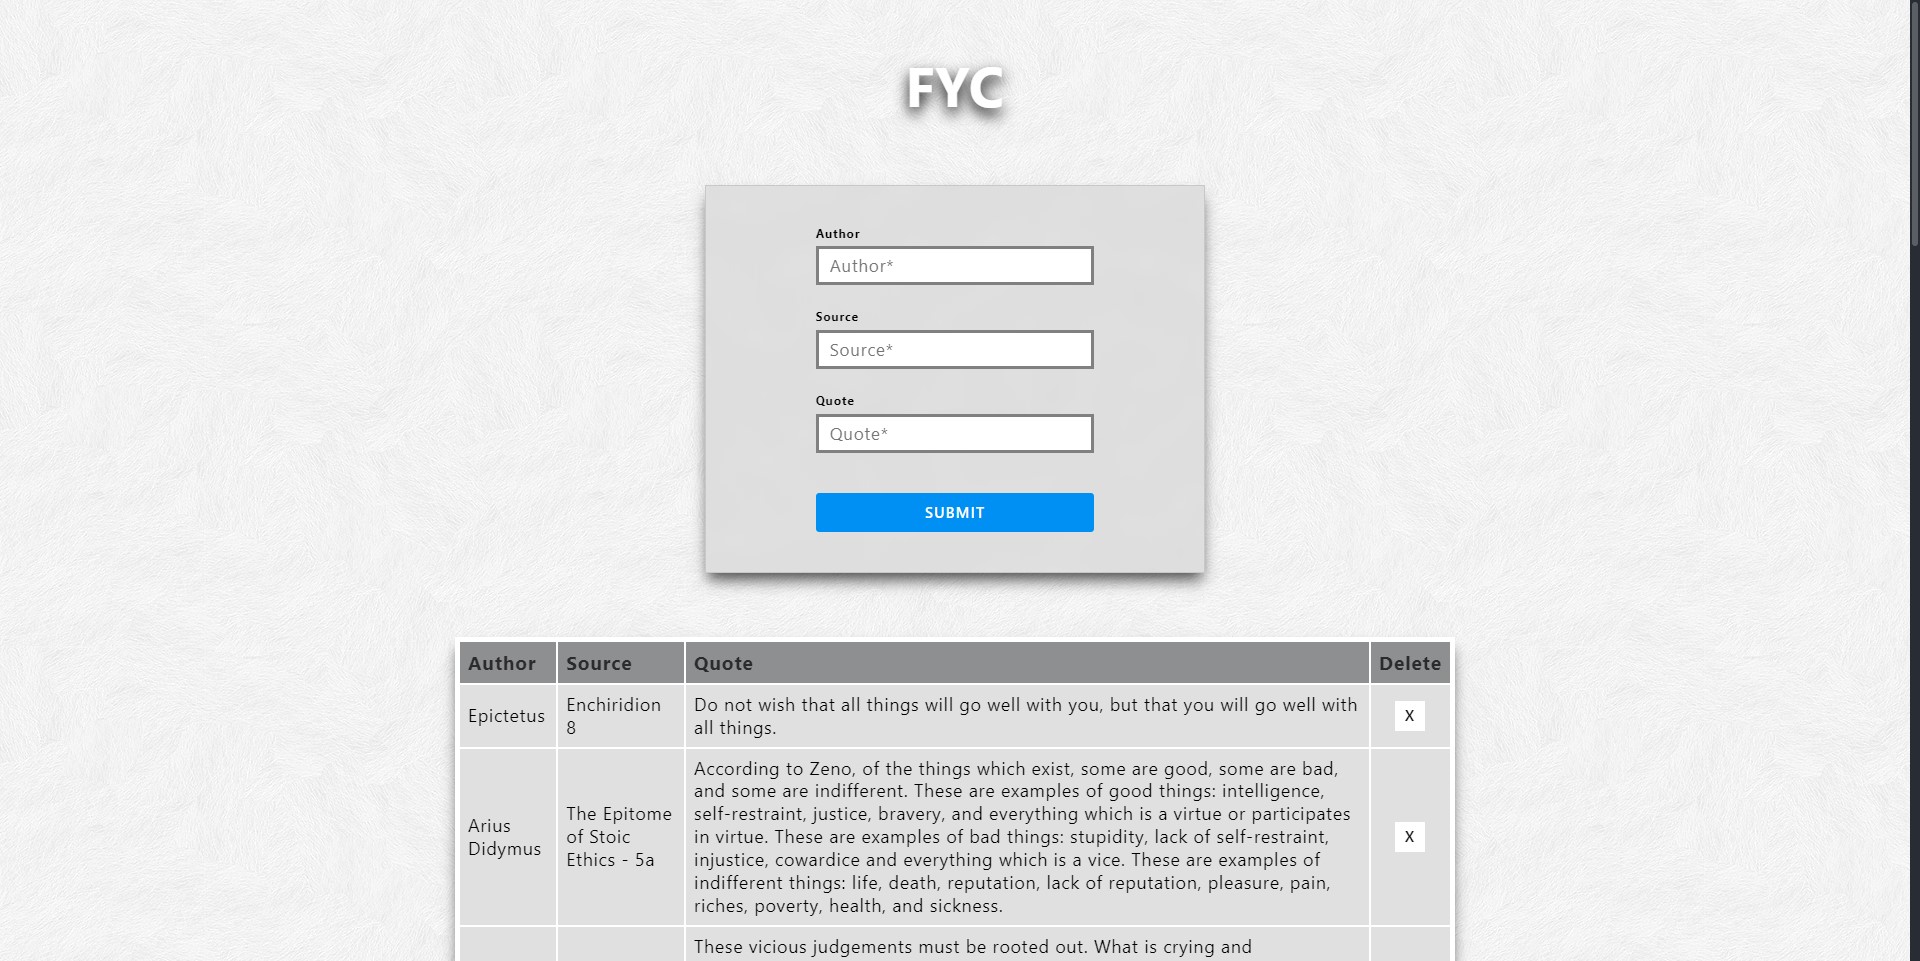 FYC
Author
Author*
Source
Source*
Quote
Quote*
SUBMIT
Author Source Quote Delete
Epictetus
Enchiridion
8
Do not wish that all things will go well with you, but that you will go well with
all things.
X
Arius
Didymus
The Epitome
of Stoic
Ethics - 5a
According to Zeno, of the things which exist, some are good, some are bad,
and some are indifferent. These are examples of good things: intelligence,
self-restraint, justice, bravery, and everything which is a virtue or participates
in virtue. These are examples of bad things: stupidity, lack of self-restraint,
injustice, cowardice and everything which is a vice. These are examples of
indifferent things: life, death, reputation, lack of reputation, pleasure, pain,
riches, poverty, health, and sickness.
X
These vicious judgements must be rooted out. What is crying and